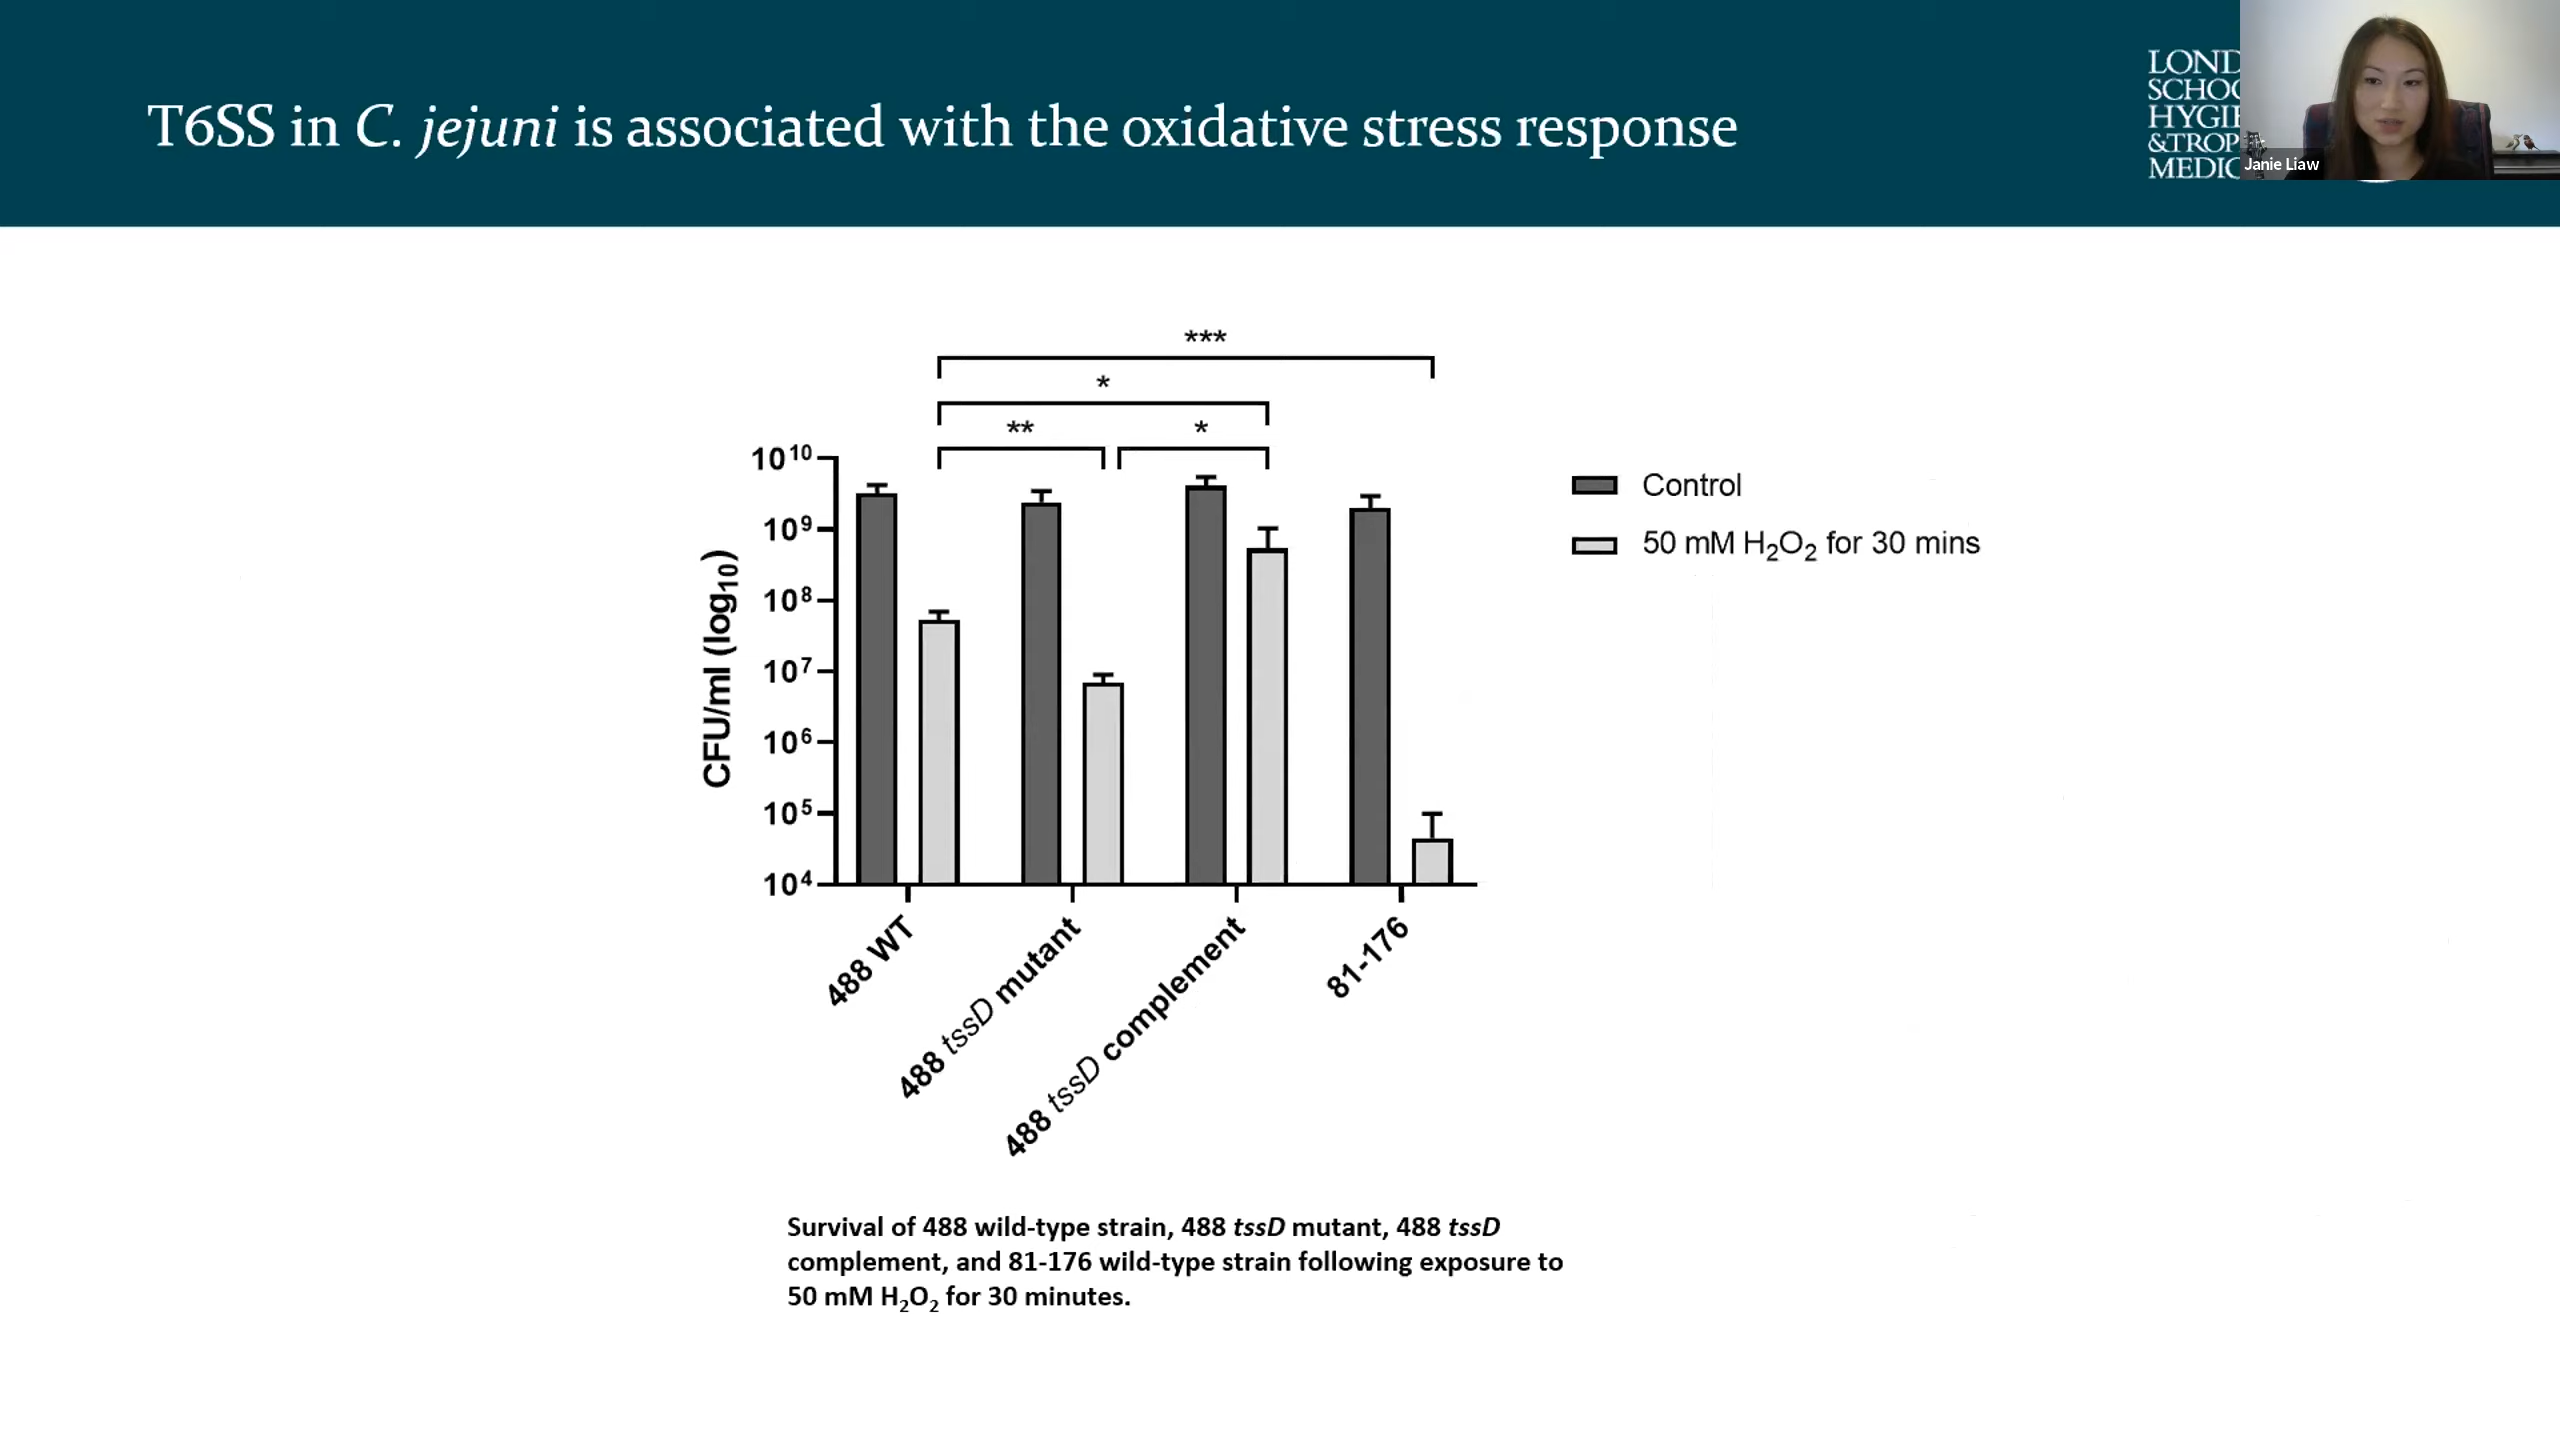 T6SS in C. jejuni is associated with the oxidative stress response
LOND
SCHOO
HYGIE
&TROP
MEDIC
Janie Liaw
***
*
** *
10¹⁰
10⁹
10⁸
10⁷
10⁶
10⁵
10⁴
CFU/ml (log₁₀)
Control
50 mM H₂O₂ for 30 mins
488 WT
488 tssD mutant
488 tssD complement
81-176
Survival of 488 wild-type strain, 488 tssD mutant, 488 tssD
complement, and 81-176 wild-type strain following exposure to
50 mM H₂O₂ for 30 minutes.